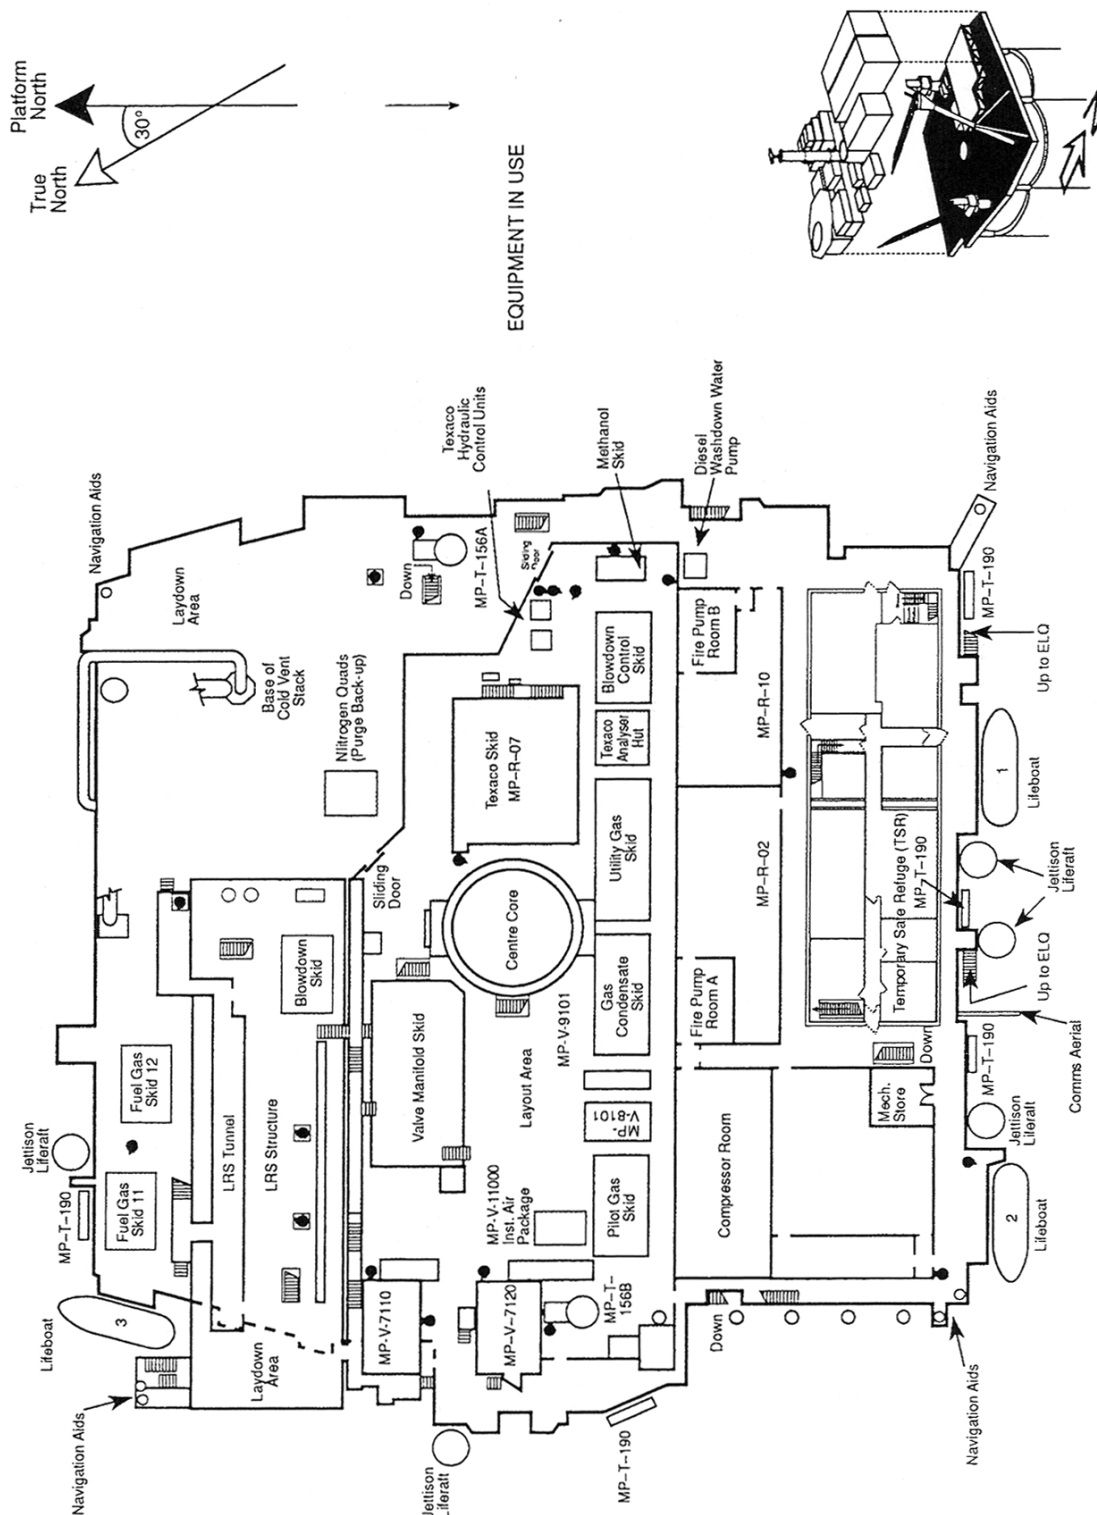 Platform
North
True
North
30°
EQUIPMENT IN USE
Navigation Aids
Laydown
Area
Base of
Cold Vent
Stack
NIitrogen Quads
(Purge Back-up)
Down
MP-T-156A
Sliding
Door
Texaco
Hydraulic
Control Units
Methanol
Skid
Diesel
Washdown Water
Pump
Navigation Aids
MP-T-190
Up to ELQ
1
Lifeboat
Jettison
Liferaft
MP-T-190
Temporary Safe Refuge (TSR)
Up to ELQ
Comms Aerial
MP-T-190
Jettison
Liferaft
2
Lifeboat
Navigation Aids
Down
Mech.
Store
Down
Fire Pump
Room B
MP-R-10
MP-R-02
Fire Pump
Room A
Compressor Room
Blowdown
Control
Skid
Texaco
Analyser
Hut
Utility Gas
Skid
Gas
Condensate
Skid
MP-
V-8101
Pilot Gas
Skid
Texaco Skid
MP-R-07
Centre Core
MP-V-9101
Layout Area
MP-V-11000
Inst. Air
Package
MP-T-
156B
MP-V-7120
MP-V-7110
MP-T-190
Jettison
Liferaft
Sliding
Door
Valve Manifold Skid
Blowdown
Skid
LRS Structure
LRS Tunnel
Fuel Gas
Skid 12
Fuel Gas
Skid 11
Jettison
Liferaft
MP-T-190
3
Lifeboat
Laydown
Area
Navigation Aids